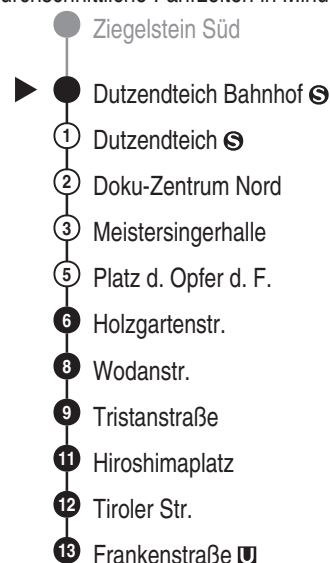 Ziegelstein Süd
Dutzendteich Bahnhof S
1 Dutzendteich S
2 Doku-Zentrum Nord
3 Meistersingerhalle
5 Platz d. Opfer d. F.
6 Holzgartenstr.
8 Wodanstr.
9 Tristanstraße
11 Hiroshimaplatz
12 Tiroler Str.
13 Frankenstraße U